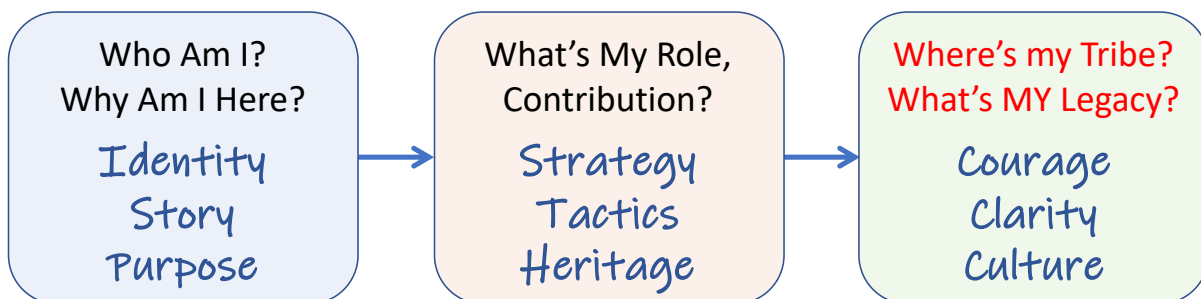 Who Am I?
Why Am I Here?
Identity
Story
Purpose
What’s My Role,
Contribution?
Strategy
Tactics
Heritage
Where’s my Tribe?
What’s MY Legacy?
Courage
Clarity
Culture